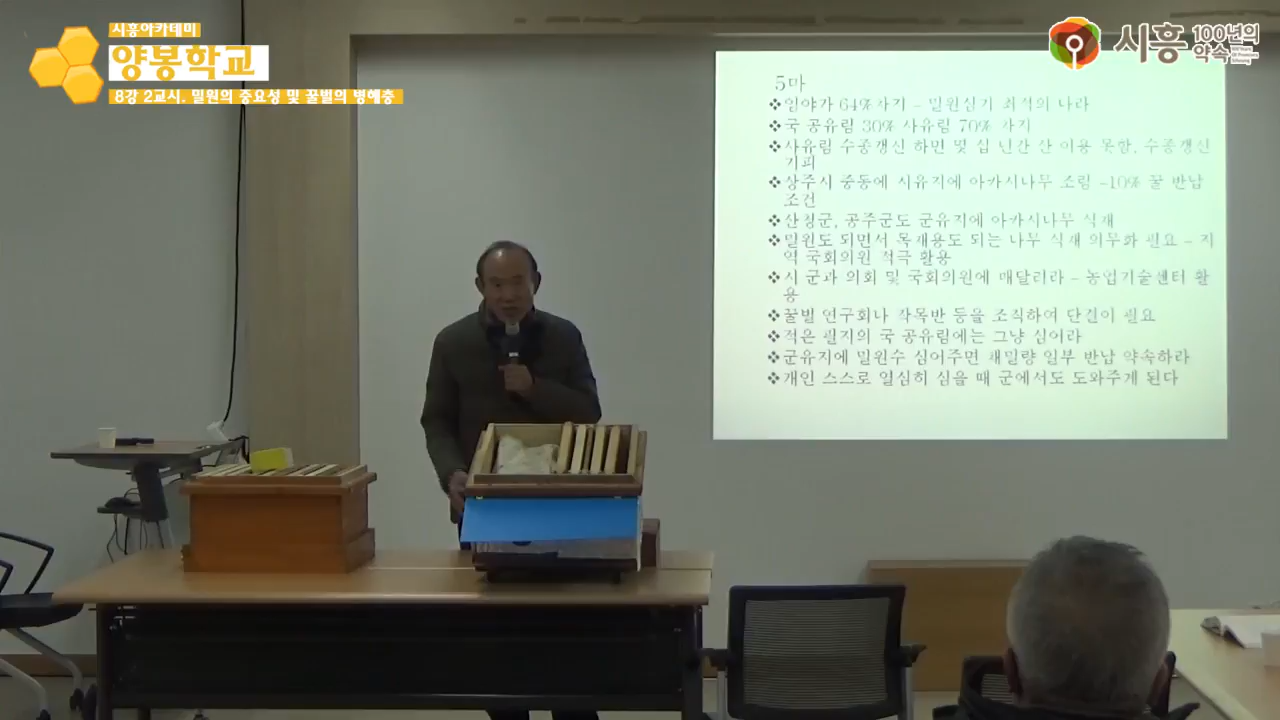 시흥아카데미
양봉학교
8강 2교시. 밀원의 중요성 및 꿀벌의 병해충
시흥 100년의 약속
5마
❖임야가 64%차지 – 밀원심기 최적의 나라
❖국 공유림 30% 사유림 70% 차지
❖사유림 수종갱신 하면 몇 십 년간 산 이용 못함, 수종갱신
기피
❖상주시 중동에 시유지에 아카시나무 조림 –10% 꿀 반납
조건
❖산청군, 공주군도 군유지에 아카시나무 식재
❖밀원도 되면서 목재용도 되는 나무 식재 의무화 필요 – 지
역 국회의원 적극 활용
❖시 군과 의회 및 국회의원에 매달리라 – 농업기술센터 활
용
❖꿀벌 연구회나 작목반 등을 조직하여 단결이 필요
❖적은 필지의 국 공유림에는 그냥 심어라
❖군유지에 밀원수 심어주면 채밀량 일부 반납 약속하라
❖개인 스스로 열심히 심을 때 군에서도 도와주게 된다